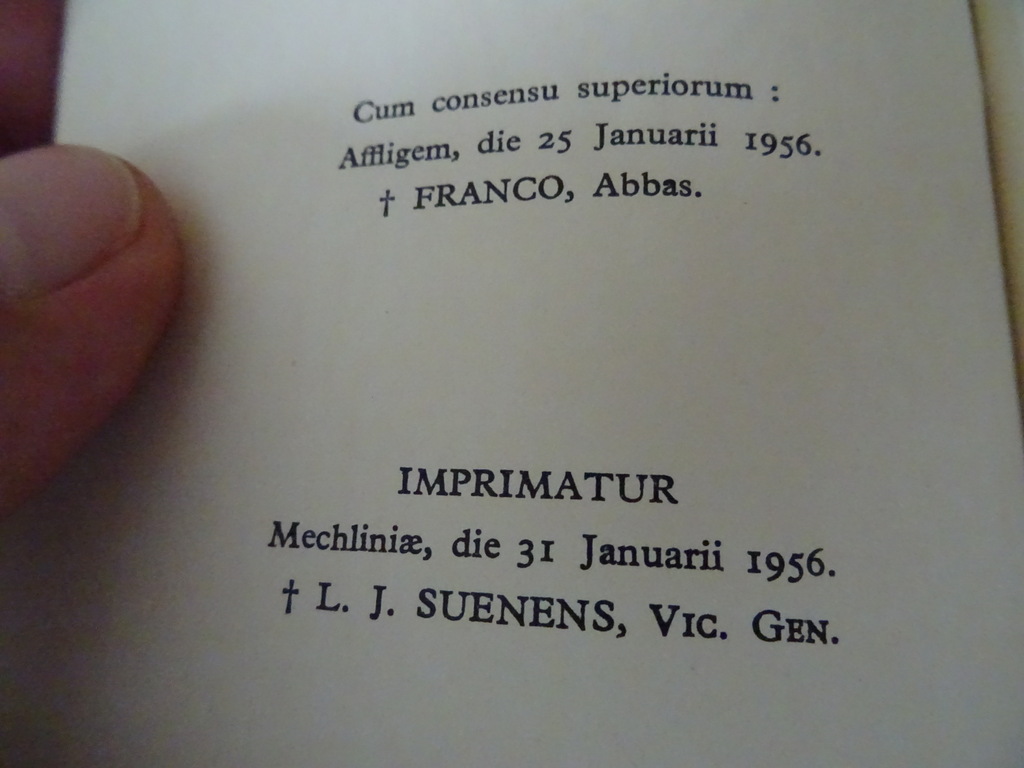 Cum consensu superiorum :
Affligem, die 25 Januarii 1956.
† FRANCO, Abbas.
IMPRIMATUR
Mechliniæ, die 31 Januarii 1956.
† L. J. SUENENS, Vic. Gen.